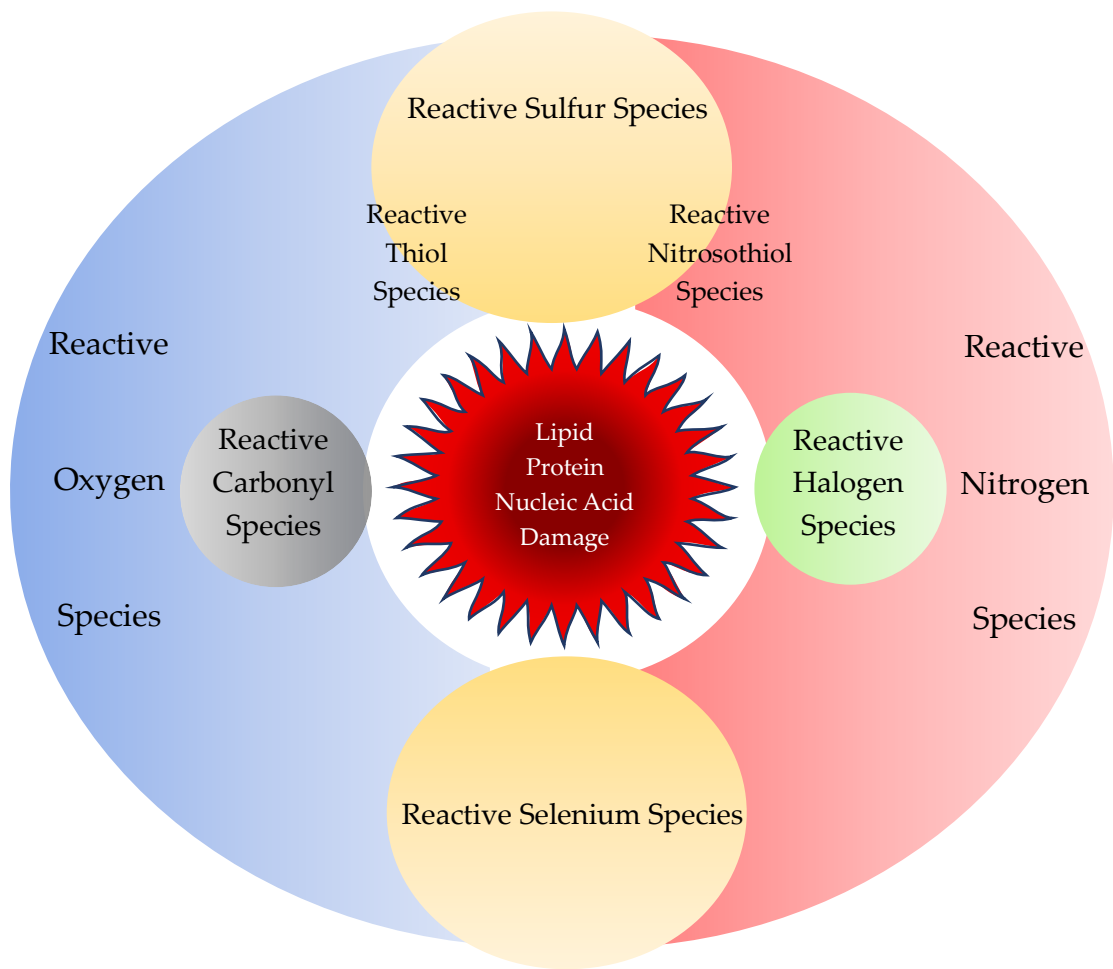 Reactive Sulfur Species
Reactive
Thiol
Species
Reactive
Nitrosothiol
Species
Reactive
Oxygen
Species
Reactive
Carbonyl
Species
Lipid
Protein
Nucleic Acid
Damage
Reactive
Halogen
Species
Reactive
Nitrogen
Species
Reactive Selenium Species